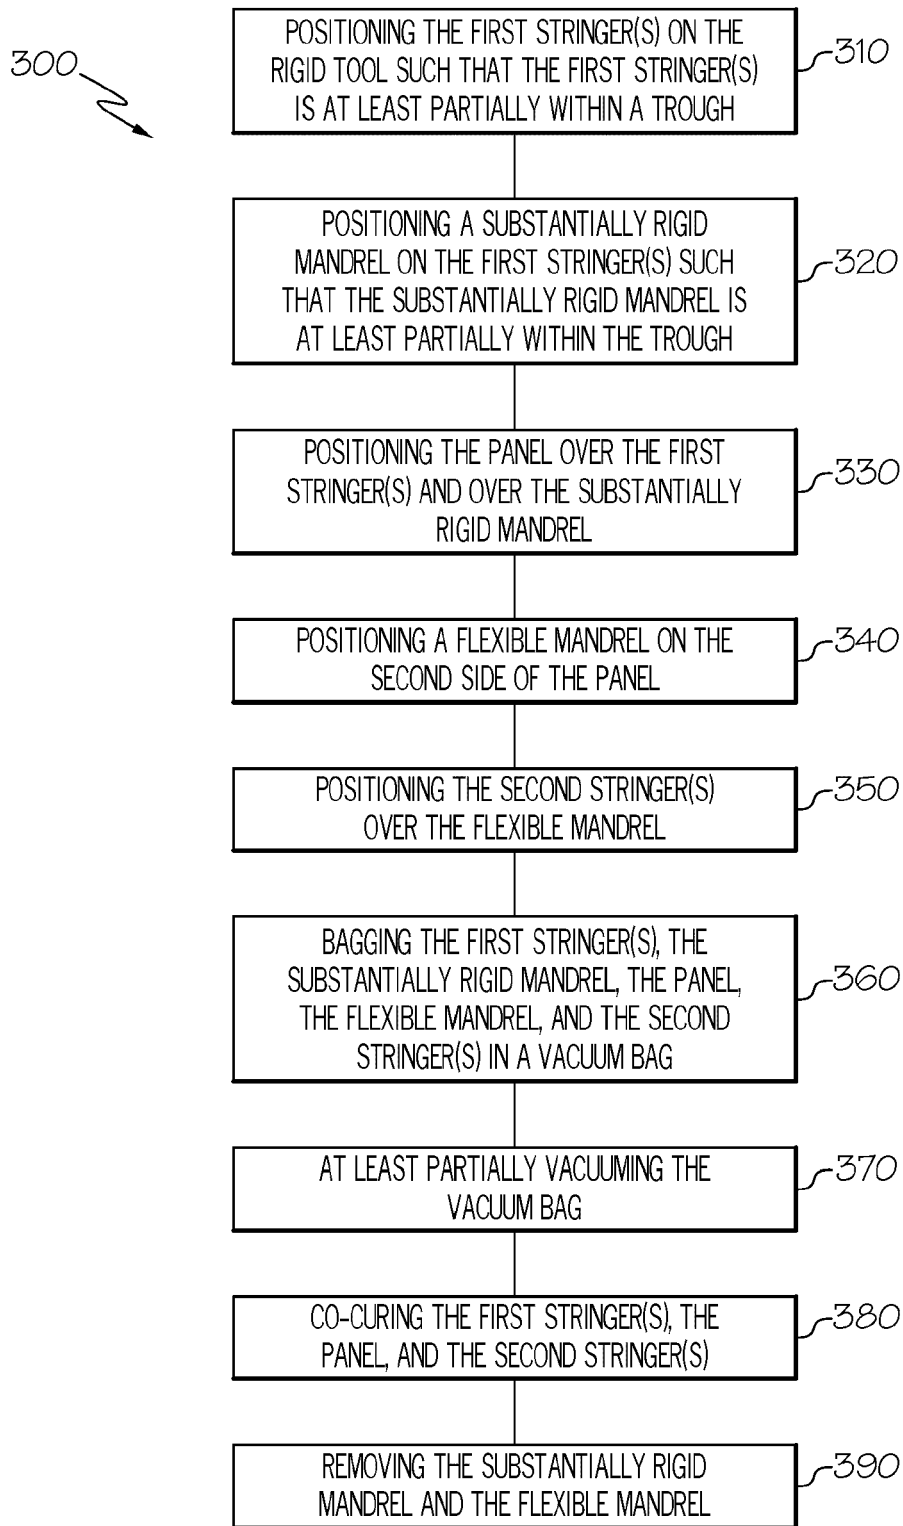 300
POSITIONING THE FIRST STRINGER(S) ON THE
RIGID TOOL SUCH THAT THE FIRST STRINGER(S)
IS AT LEAST PARTIALLY WITHIN A TROUGH
310
POSITIONING A SUBSTANTIALLY RIGID
MANDREL ON THE FIRST STRINGER(S) SUCH
THAT THE SUBSTANTIALLY RIGID MANDREL IS
AT LEAST PARTIALLY WITHIN THE TROUGH
320
POSITIONING THE PANEL OVER THE FIRST
STRINGER(S) AND OVER THE SUBSTANTIALLY
RIGID MANDREL
330
POSITIONING A FLEXIBLE MANDREL ON THE
SECOND SIDE OF THE PANEL
340
POSITIONING THE SECOND STRINGER(S)
OVER THE FLEXIBLE MANDREL
350
BAGGING THE FIRST STRINGER(S), THE
SUBSTANTIALLY RIGID MANDREL, THE PANEL,
THE FLEXIBLE MANDREL, AND THE SECOND
STRINGER(S) IN A VACUUM BAG
360
AT LEAST PARTIALLY VACUUMING THE
VACUUM BAG
370
CO-CURING THE FIRST STRINGER(S), THE
PANEL, AND THE SECOND STRINGER(S)
380
REMOVING THE SUBSTANTIALLY RIGID
MANDREL AND THE FLEXIBLE MANDREL
390